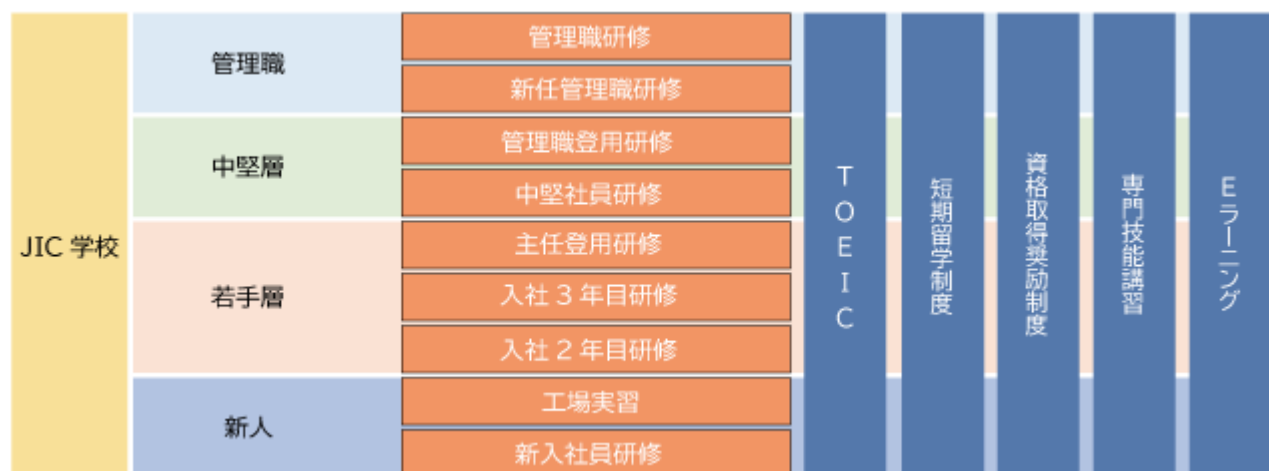 JIC 学校
管理職
管理職研修
新任管理職研修
中堅層
管理職登用研修
中堅社員研修
若手層
主任登用研修
入社 3 年目研修
入社 2 年目研修
新人
工場実習
新入社員研修
TOEIC
短期留学制度
資格取得奨励制度
専門技能講習
Eラーニング